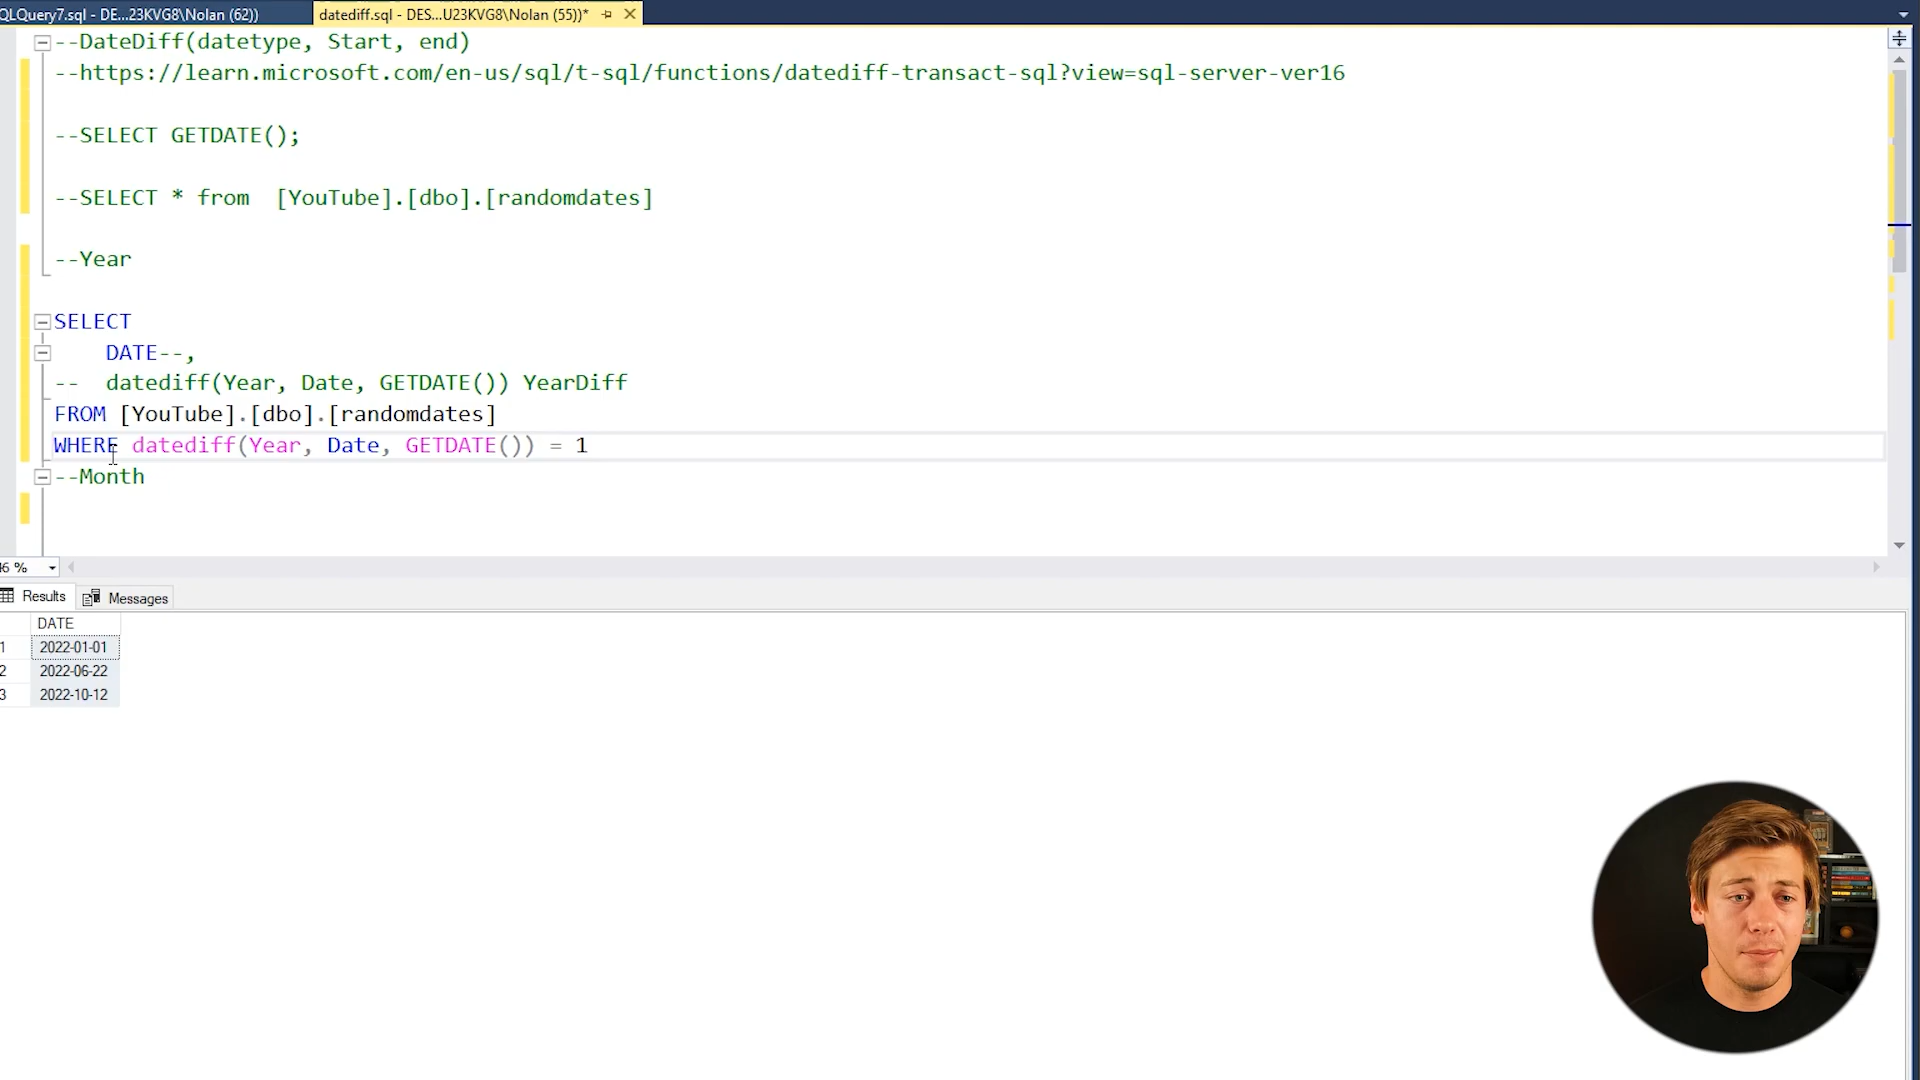 QLQuery7.sql - DE...23KVG8\Nolan (62))
datediff.sql - DES...U23KVG8\Nolan (55))*
--DateDiff(datetype, Start, end)
--https://learn.microsoft.com/en-us/sql/t-sql/functions/datediff-transact-sql?view=sql-server-ver16
--SELECT GETDATE();
--SELECT * from  [YouTube].[dbo].[randomdates]
--Year
SELECT
    DATE--,
--  datediff(Year, Date, GETDATE()) YearDiff
FROM [YouTube].[dbo].[randomdates]
WHERE datediff(Year, Date, GETDATE()) = 1
--Month
46 %
Results
Messages
DATE
1 2022-01-01
2 2022-06-22
3 2022-10-12